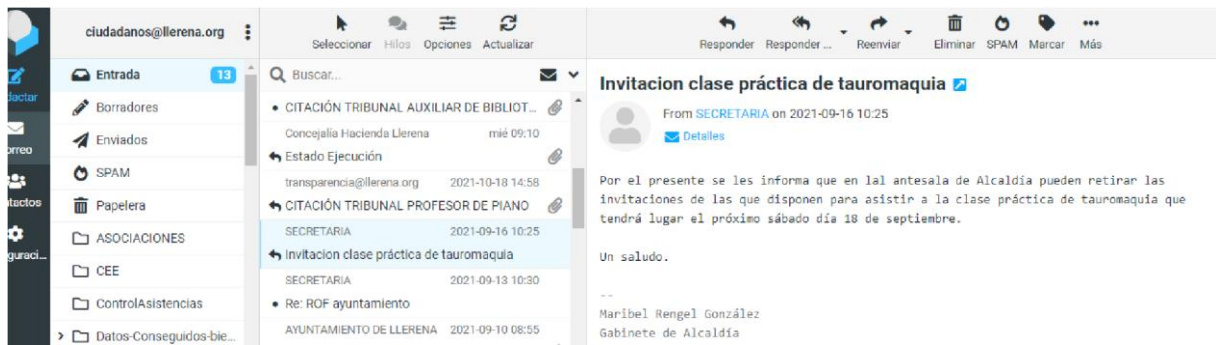 ciudadanos@llerena.org
Seleccionar Hilos Opciones Actualizar
Responder Responder ... Reenviar Eliminar SPAM Marcar Más
dactar
orreo
tactos
guraci...
Entrada 13
Borradores
Enviados
SPAM
Papelera
ASOCIACIONES
CEE
ControlAsistencias
Datos-Conseguidos-bie...
Buscar...
CITACIÓN TRIBUNAL AUXILIAR DE BIBLIOT...
Concejalía Hacienda Llerena mié 09:10
Estado Ejecución
transparencia@llerena.org 2021-10-18 14:58
CITACIÓN TRIBUNAL PROFESOR DE PIANO
SECRETARIA 2021-09-16 10:25
Invitacion clase práctica de tauromaquia
SECRETARIA 2021-09-13 10:30
Re: ROF ayuntamiento
AYUNTAMIENTO DE LLERENA 2021-09-10 08:55
Invitacion clase práctica de tauromaquia
From SECRETARIA on 2021-09-16 10:25
Detalles
Por el presente se les informa que en lal antesala de Alcaldía pueden retirar las
invitaciones de las que disponen para asistir a la clase práctica de tauromaquia que
tendrá lugar el próximo sábado día 18 de septiembre.
Un saludo.
--
Maribel Rengel González
Gabinete de Alcaldía